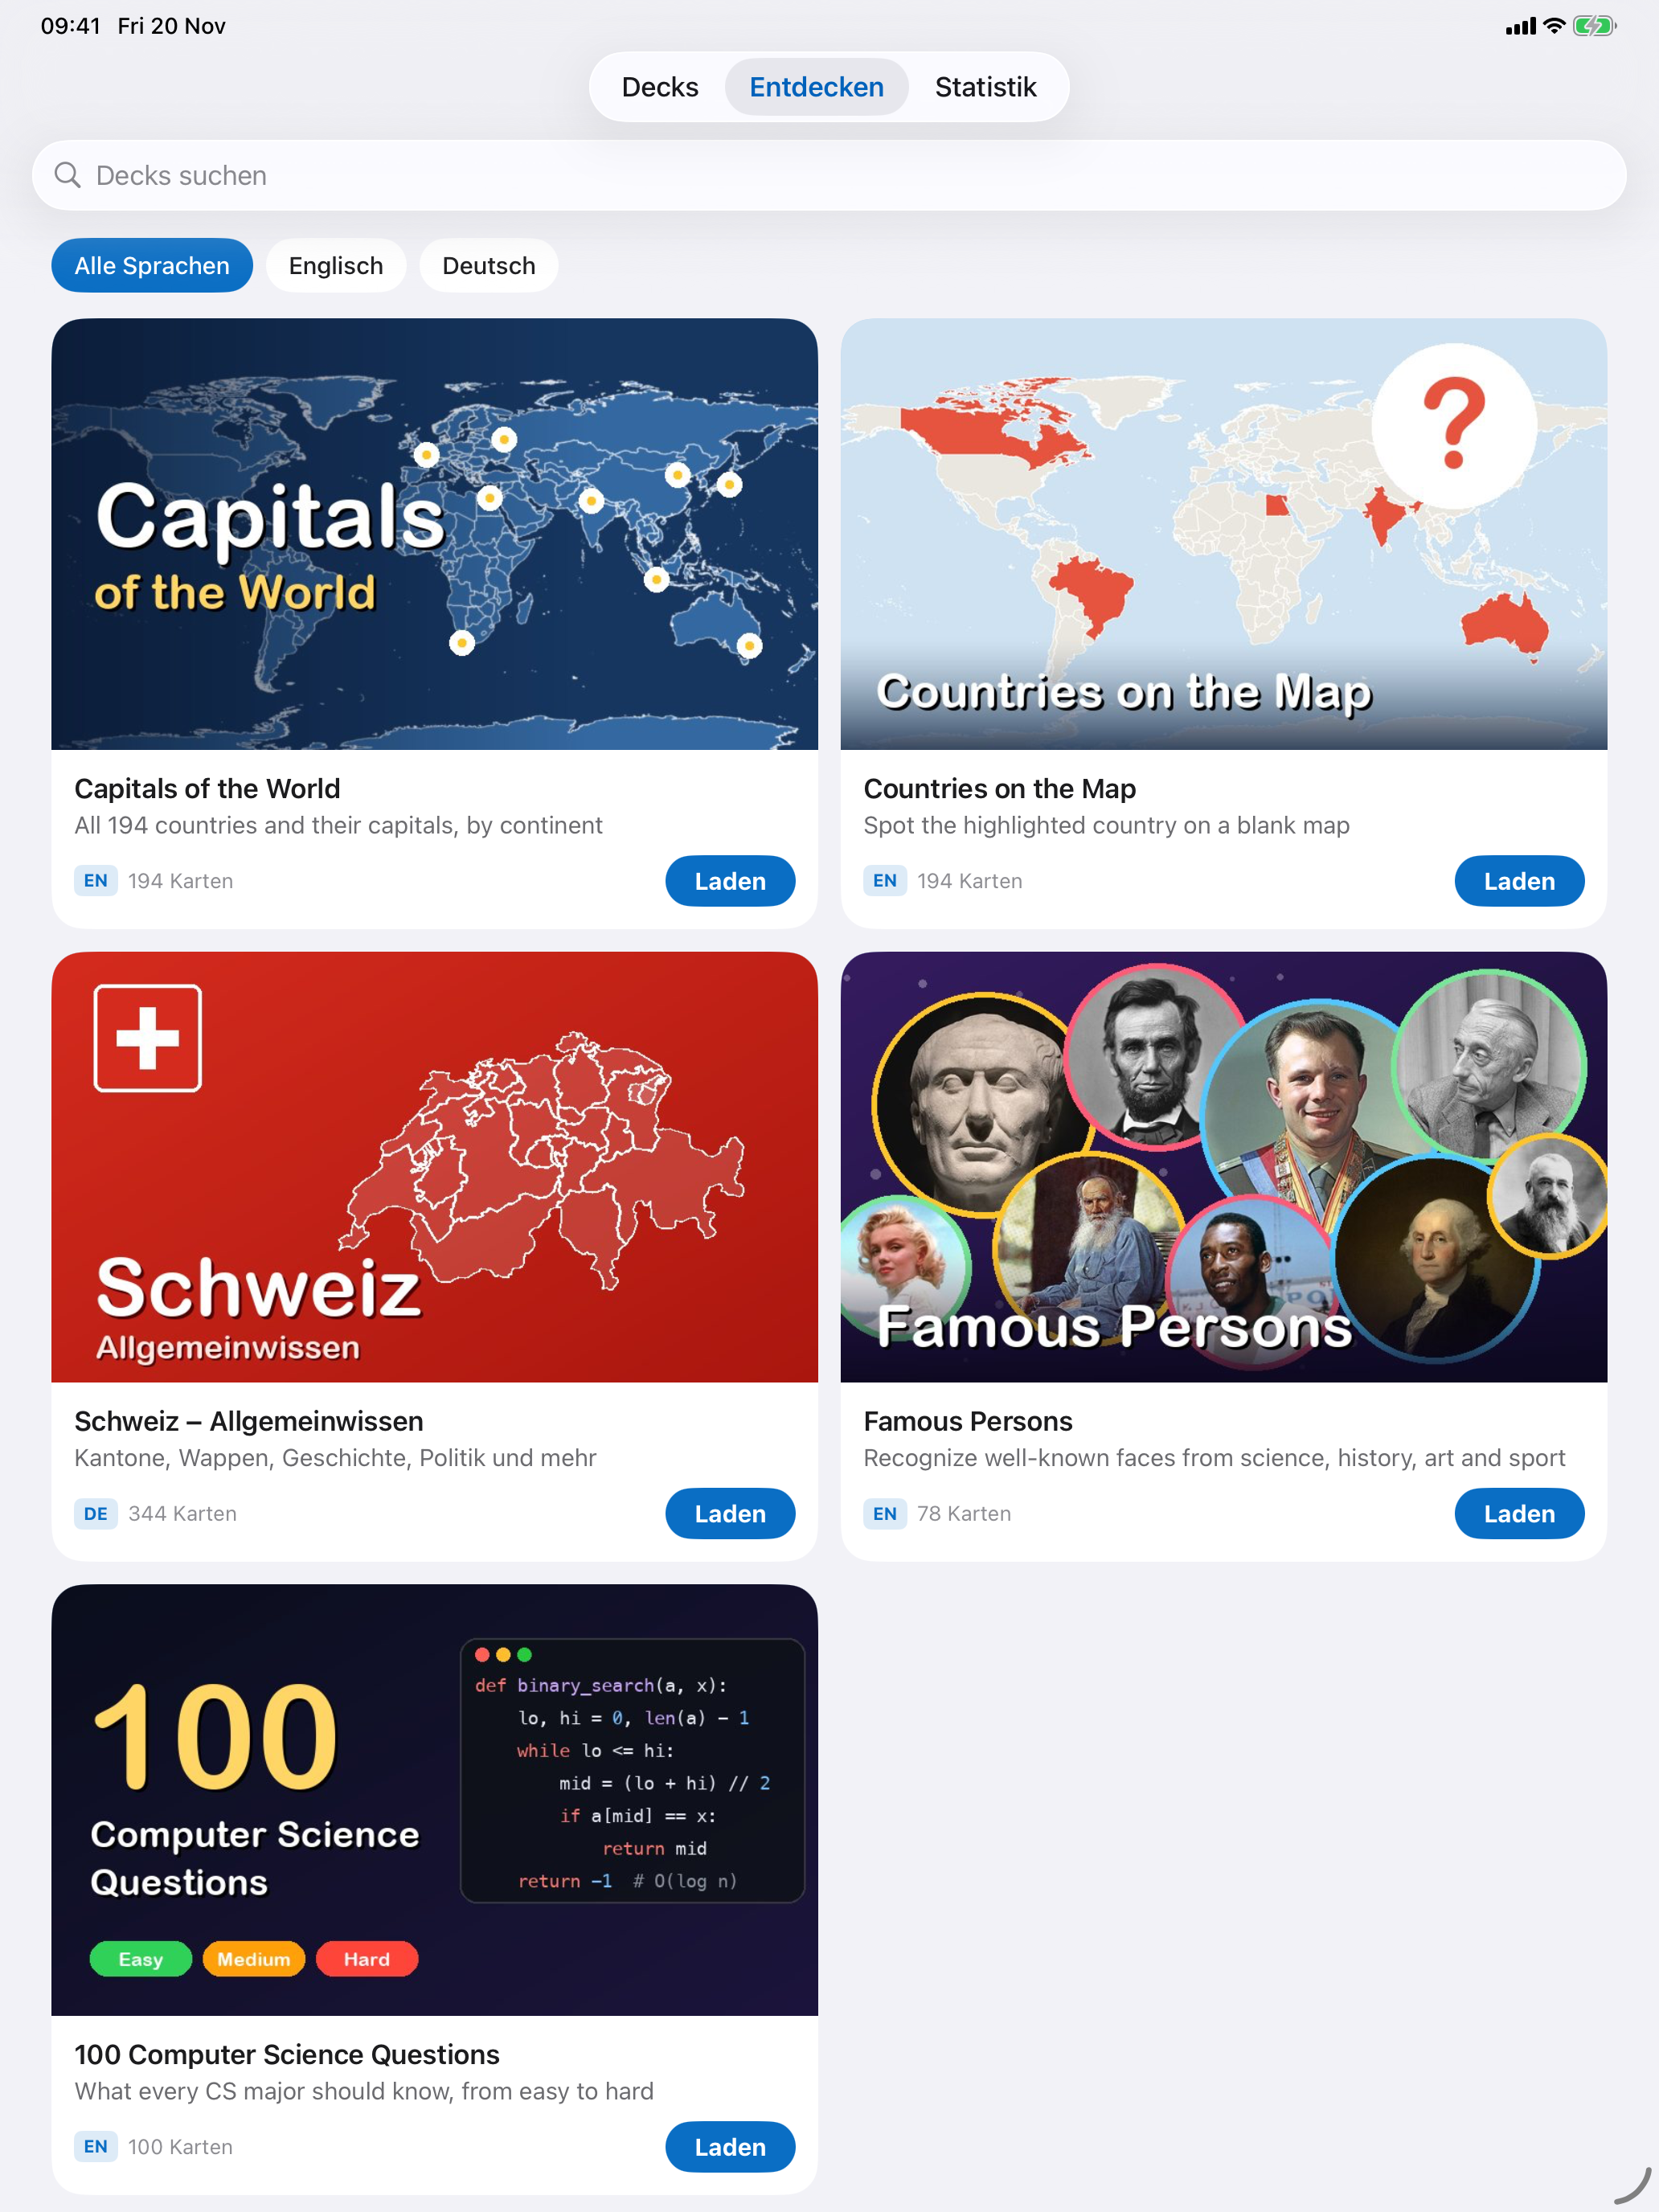 09:41 Fri 20 Nov
Decks Entdecken Statistik
Decks suchen
Alle Sprachen Englisch Deutsch
Capitals
of the World
Capitals of the World
All 194 countries and their capitals, by continent
EN 194 Karten Laden
?
Countries on the Map
Countries on the Map
Spot the highlighted country on a blank map
EN 194 Karten Laden
Schweiz
Allgemeinwissen
Schweiz – Allgemeinwissen
Kantone, Wappen, Geschichte, Politik und mehr
DE 344 Karten Laden
Famous Persons
Famous Persons
Recognize well-known faces from science, history, art and sport
EN 78 Karten Laden
100
Computer Science
Questions
Easy Medium Hard
def binary_search(a, x):
lo, hi = 0, len(a) − 1
while lo <= hi:
mid = (lo + hi) // 2
if a[mid] == x:
return mid
return −1 # O(log n)
100 Computer Science Questions
What every CS major should know, from easy to hard
EN 100 Karten Laden